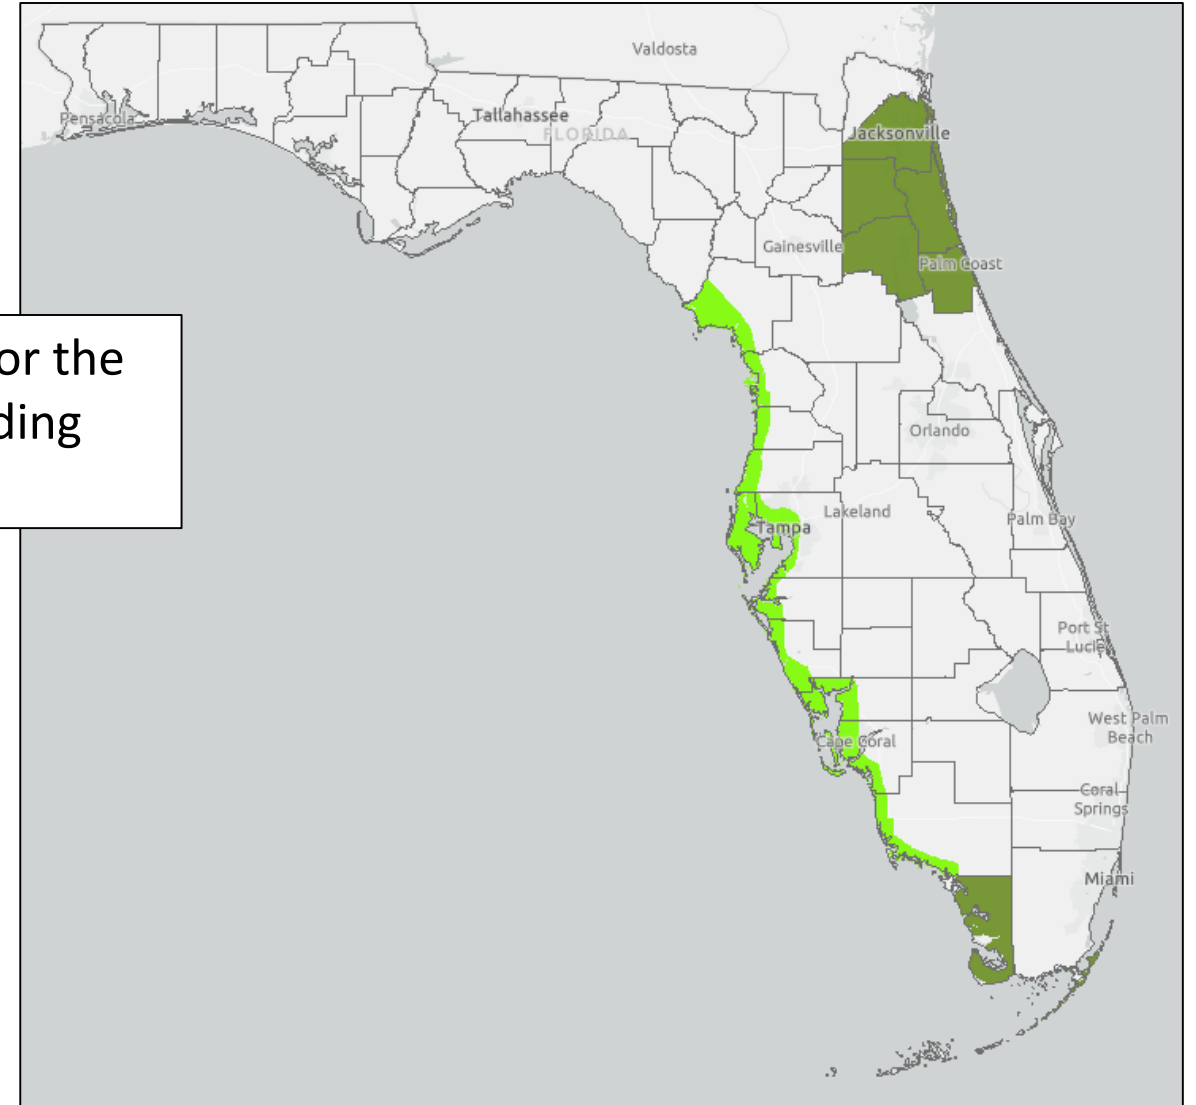 Valdosta
Pensacola
Tallahassee
FLORIDA
Jacksonville
Gainesville
Palm Coast
or the
ding
Orlando
Lakeland
Palm Bay
Tampa
Port St
Lucie
West Palm
Beach
Cape Coral
Coral
Springs
Miami